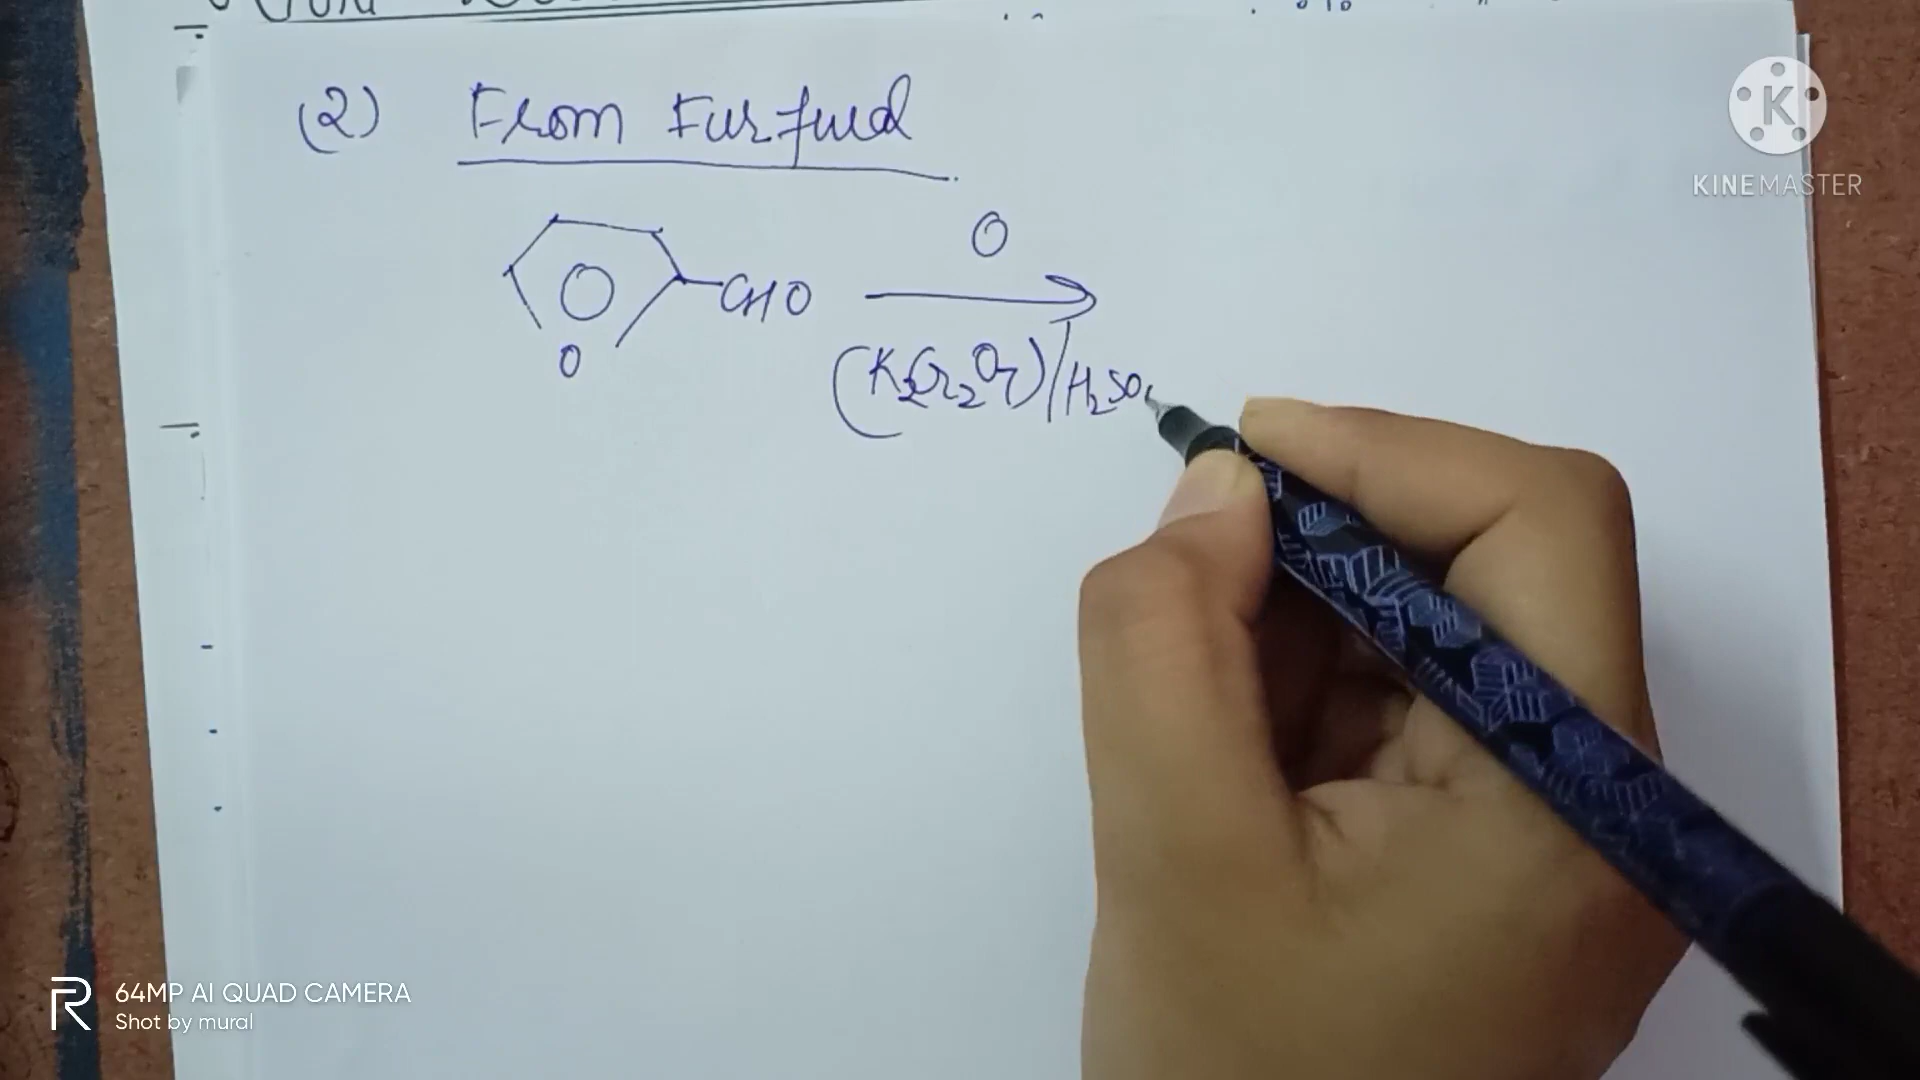 (2) From Furfural
O
CHO
O
O
(K2Cr2O7)/H2SO4
K
KINEMASTER
64MP AI QUAD CAMERA
Shot by mural